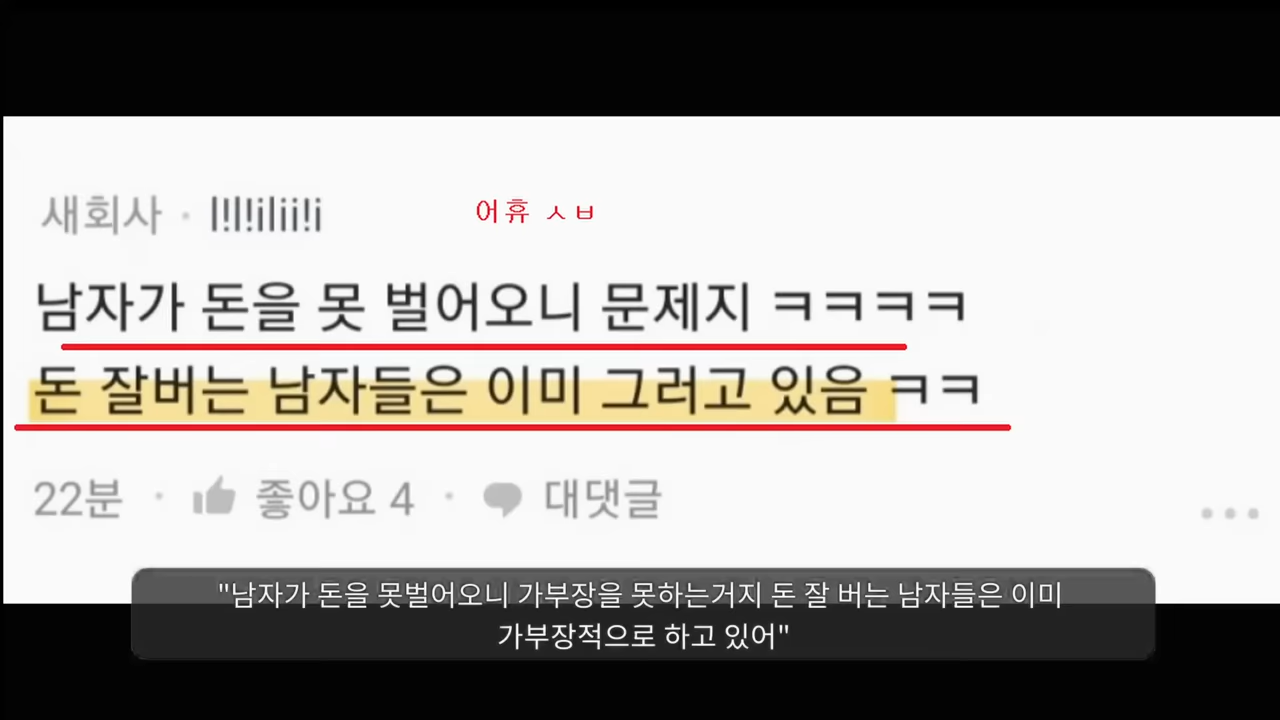 새회사 · l!l!ilii!i
어휴 ㅅㅂ
남자가 돈을 못 벌어오니 문제지 ㅋㅋㅋㅋ
돈 잘버는 남자들은 이미 그러고 있음 ㅋㅋ
22분 · 좋아요 4 · 대댓글
"남자가 돈을 못벌어오니 가부장을 못하는거지 돈 잘 버는 남자들은 이미
가부장적으로 하고 있어"